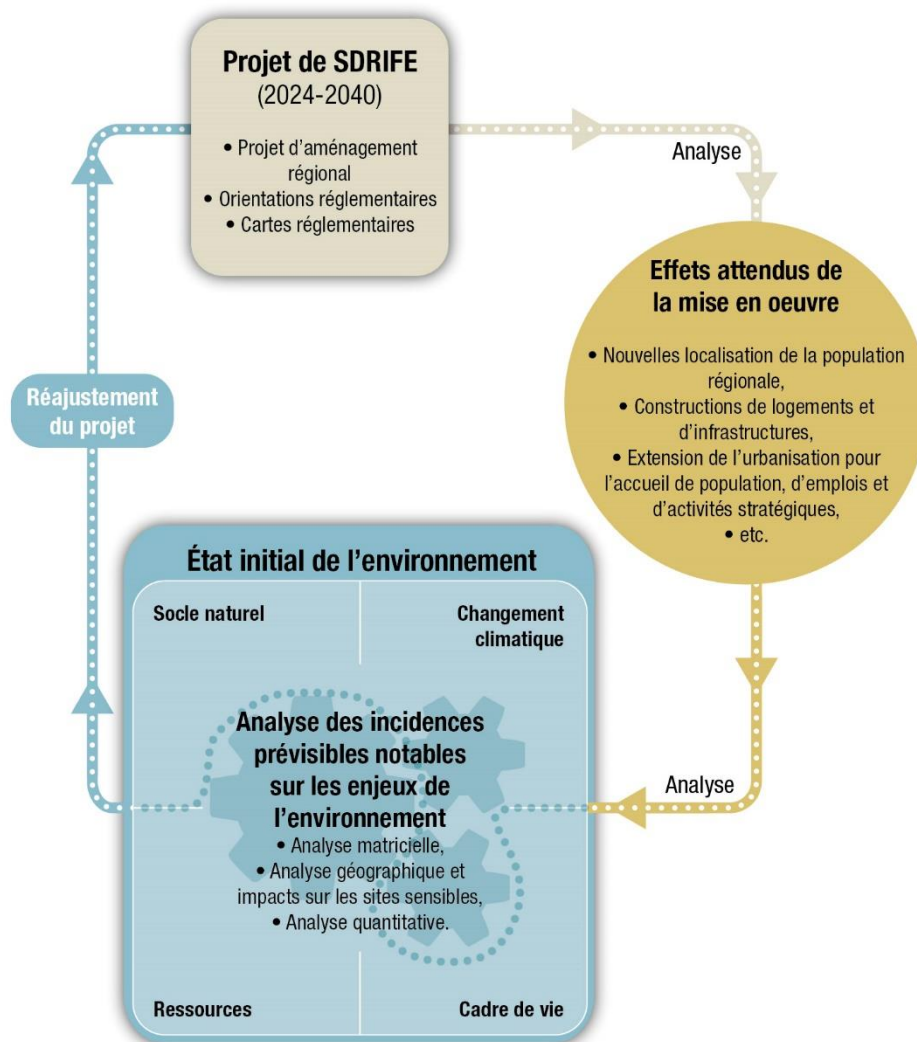 Projet de SDRIFE
(2024-2040)
• Projet d'aménagement
régional
• Orientations réglementaires
• Cartes réglementaires
Analyse
Effets attendus de
la mise en oeuvre
• Nouvelles localisation de la population
régionale,
• Constructions de logements et
d'infrastructures,
• Extension de l'urbanisation pour
l'accueil de population, d'emplois et
d'activités stratégiques,
• etc.
Analyse
État initial de l'environnement
Socle naturel
Changement
climatique
Analyse des incidences
prévisibles notables
sur les enjeux de
l'environnement
• Analyse matricielle,
• Analyse géographique et
impacts sur les sites sensibles,
• Analyse quantitative.
Ressources
Cadre de vie
Réajustement
du projet